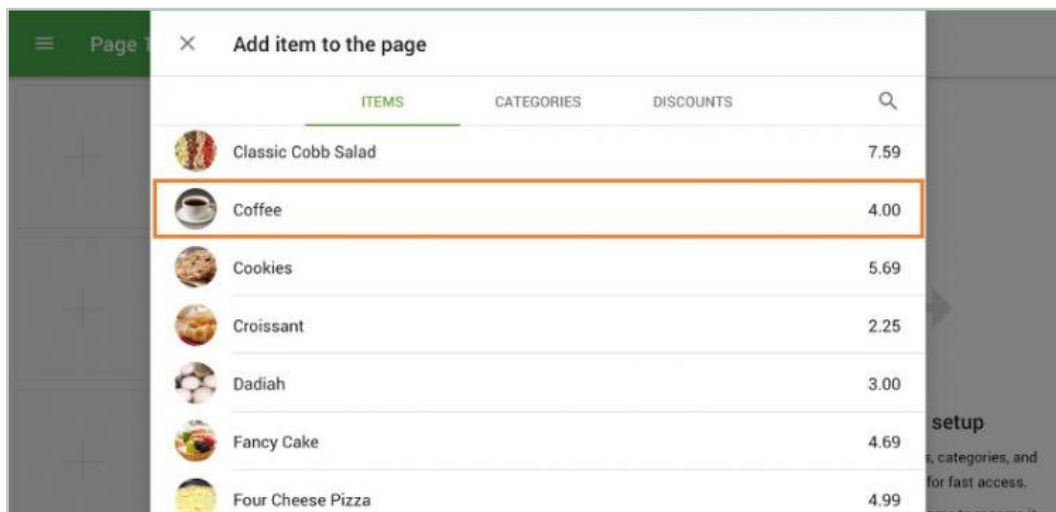 Page 1
Add item to the page
ITEMS CATEGORIES DISCOUNTS
Classic Cobb Salad 7.59
Coffee 4.00
Cookies 5.69
Croissant 2.25
Dadiah 3.00
Fancy Cake 4.69
setup
s, categories, and
for fast access.
Four Cheese Pizza 4.99